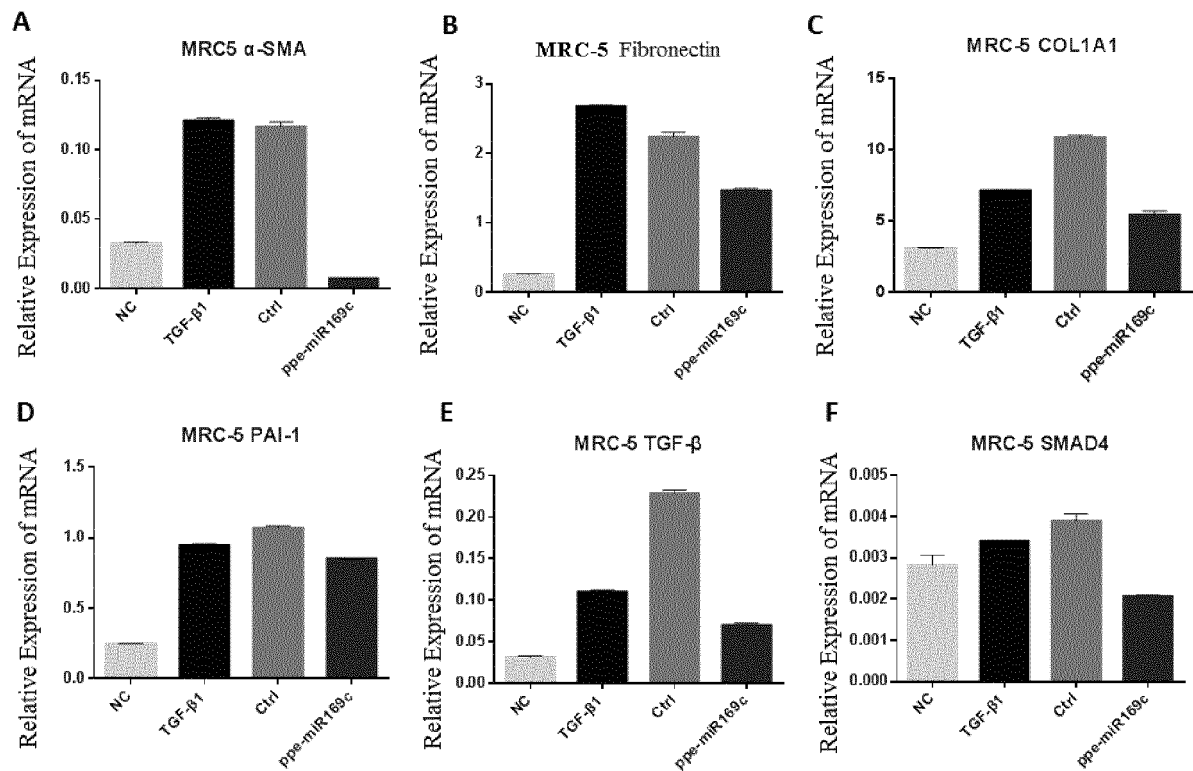 A
MRC5 α-SMA
Relative Expression of mRNA
0.15
0.10
0.05
0.00
NC
TGF-β1
Ctrl
ppe-miR169c
B
MRC-5 Fibronectin
Relative Expression of mRNA
3
2
1
0
NC
TGF-β1
Ctrl
ppe-miR169c
C
MRC-5 COL1A1
Relative Expression of mRNA
15
10
5
0
NC
TGF-β1
Ctrl
ppe-miR169c
D
MRC-5 PAI-1
Relative Expression of mRNA
1.5
1.0
0.5
0.0
NC
TGF-β1
Ctrl
ppe-miR169c
E
MRC-5 TGF-β
Relative Expression of mRNA
0.25
0.20
0.15
0.10
0.05
0.00
NC
TGF-β1
Ctrl
ppe-miR169c
F
MRC-5 SMAD4
Relative Expression of mRNA
0.005
0.004
0.003
0.002
0.001
0.000
NC
TGF-β1
Ctrl
ppe-miR169c